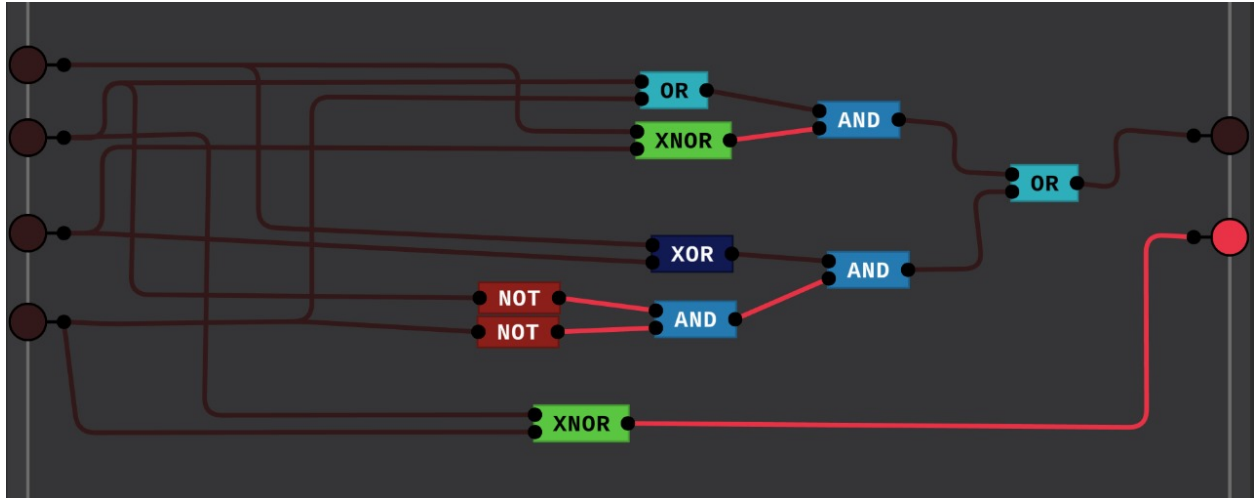 OR
AND
XNOR
OR
XOR
AND
NOT
AND
NOT
XNOR